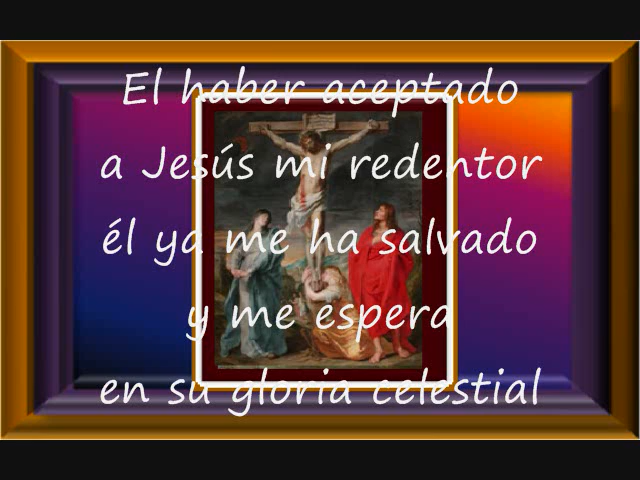 El haber aceptado
a Jesús mi redentor
él ya me ha salvado
y me espera
en su gloria celestial